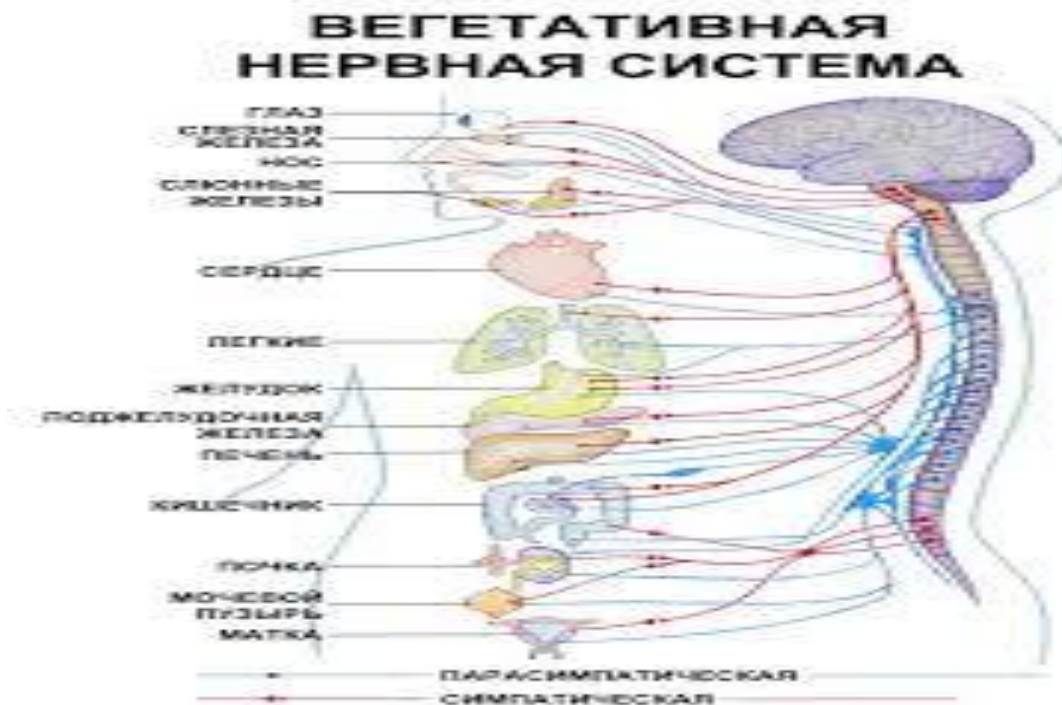 ВЕГЕТАТИВНАЯ
НЕРВНАЯ СИСТЕМА
ГЛАЗ
СЛЕЗНАЯ
ЖЕЛЕЗА
НОС
СЛЮННЫЕ
ЖЕЛЕЗЫ
СЕРДЦЕ
ЛЕГКИЕ
ЖЕЛУДОК
ПОДЖЕЛУДОЧНАЯ
ЖЕЛЕЗА
ПЕЧЕНЬ
КИШЕЧНИК
ПОЧКА
МОЧЕВОЙ
ПУЗЫРЬ
МАТКА
ПАРАСИМПАТИЧЕСКАЯ
СИМПАТИЧЕСКАЯ